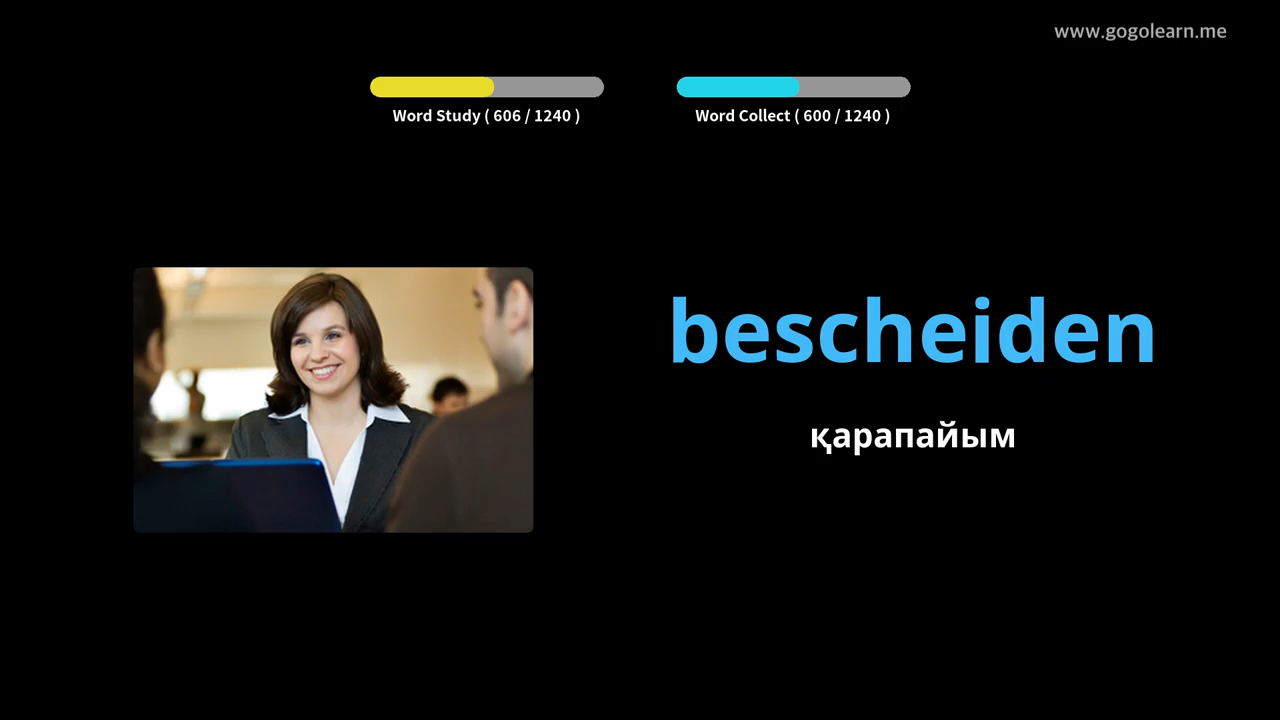 www.gogolearn.me
Word Study ( 606 / 1240 )
Word Collect ( 600 / 1240 )
bescheiden
қарапайым